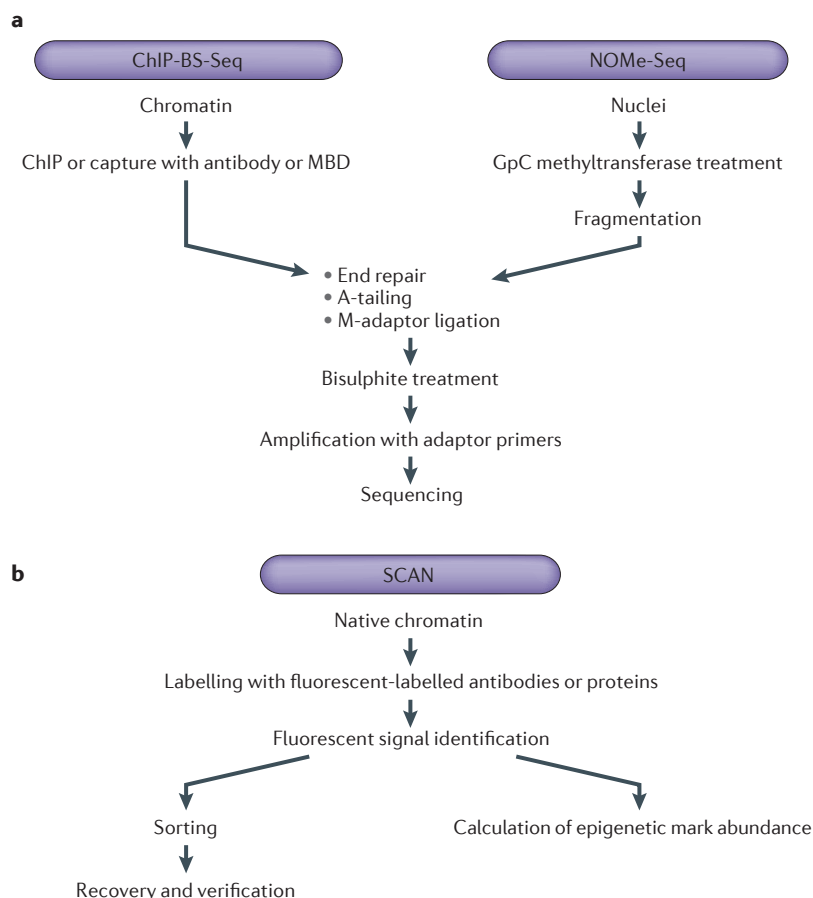 a
ChIP-BS-Seq
Chromatin
ChIP or capture with antibody or MBD
NOMe-Seq
Nuclei
GpC methyltransferase treatment
Fragmentation
• End repair
• A-tailing
• M-adaptor ligation
Bisulphite treatment
Amplification with adaptor primers
Sequencing
b
SCAN
Native chromatin
Labelling with fluorescent-labelled antibodies or proteins
Fluorescent signal identification
Sorting
Recovery and verification
Calculation of epigenetic mark abundance